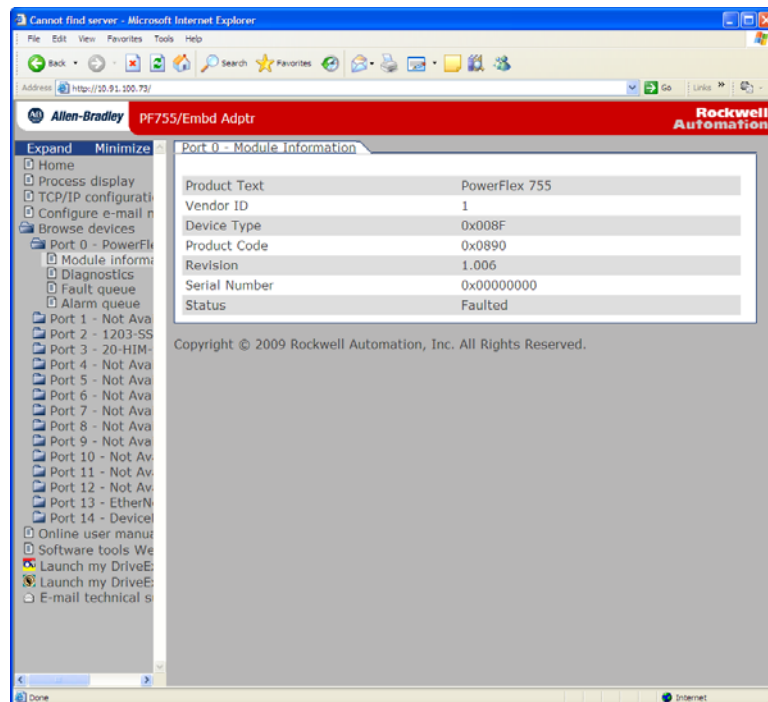 Cannot find server - Microsoft Internet Explorer
File Edit View Favorites Tools Help
Back Search Favorites
Address http://10.91.100.73/ Go Links
Allen-Bradley PF755/Embd Adptr Rockwell Automation
Expand Minimize
Home
Process display
TCP/IP configurati
Configure e-mail n
Browse devices
Port 0 - PowerFle
Module informa
Diagnostics
Fault queue
Alarm queue
Port 1 - Not Ava
Port 2 - 1203-SS
Port 3 - 20-HIM-
Port 4 - Not Ava
Port 5 - Not Ava
Port 6 - Not Ava
Port 7 - Not Ava
Port 8 - Not Ava
Port 9 - Not Ava
Port 10 - Not Av
Port 11 - Not Av
Port 12 - Not Av
Port 13 - EtherN
Port 14 - Devicel
Online user manua
Software tools We
Launch my DriveE
Launch my DriveE
E-mail technical s
Port 0 - Module Information
Product Text PowerFlex 755
Vendor ID 1
Device Type 0x008F
Product Code 0x0890
Revision 1.006
Serial Number 0x00000000
Status Faulted
Copyright © 2009 Rockwell Automation, Inc. All Rights Reserved.
Done Internet